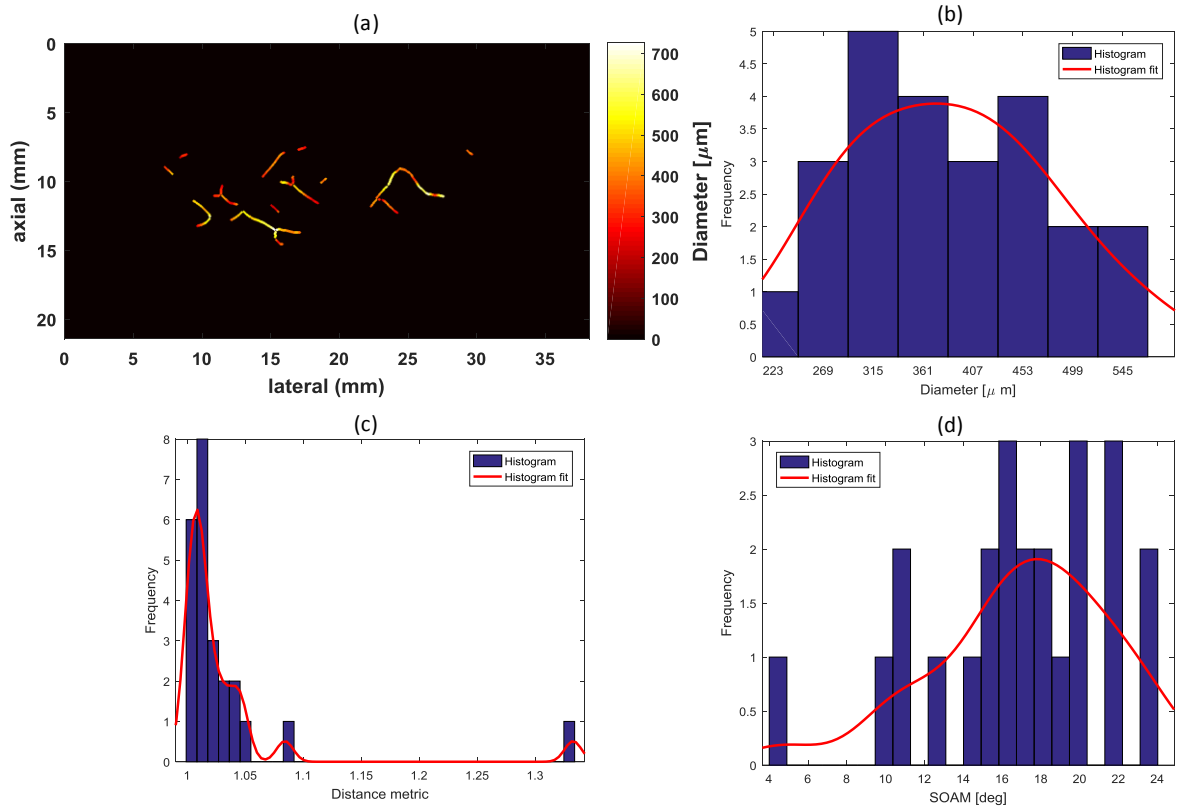 (a)
0
5
10
15
20
axial (mm)
0 5 10 15 20 25 30 35
lateral (mm)
700
600
500
400
300
200
100
0
Diameter [μm]
(b)
5
4.5
4
3.5
3
2.5
2
1.5
1
0.5
0
Frequency
Histogram
Histogram fit
223 269 315 361 407 453 499 545
Diameter [μ m]
(c)
8
7
6
5
4
3
2
1
0
Frequency
Histogram
Histogram fit
1 1.05 1.1 1.15 1.2 1.25 1.3
Distance metric
(d)
3
2.5
2
1.5
1
0.5
0
Frequency
Histogram
Histogram fit
4 6 8 10 12 14 16 18 20 22 24
SOAM [deg]